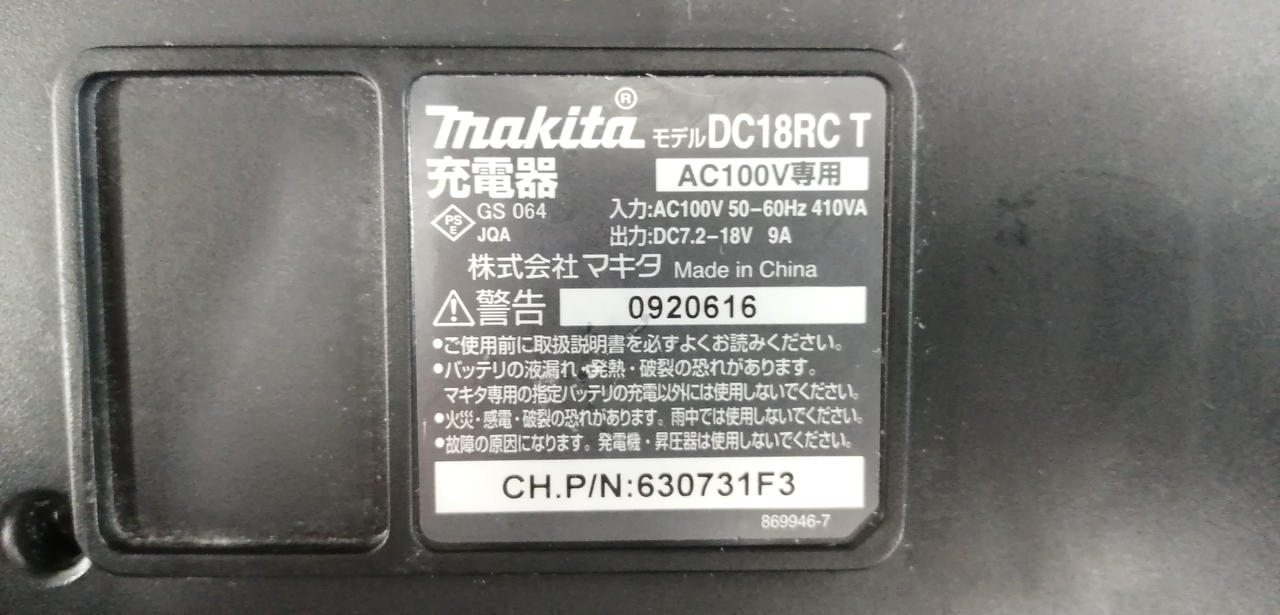 makita® モデル DC18RC T
充電器 AC100V専用
PSE GS 064 入力:AC100V 50-60Hz 410VA
JQA 出力:DC7.2-18V 9A
株式会社 マキタ Made in China
⚠警告 0920616
•ご使用前に取扱説明書を必ずよくお読みください。
•バッテリの液漏れ・発熱・破裂の恐れがあります。
マキタ専用の指定バッテリの充電以外には使用しないでください。
•火災・感電・破裂の恐れがあります。雨中では使用しないでください。
•故障の原因になります。発電機・昇圧器は使用しないでください。
CH.P/N:630731F3
869946-7